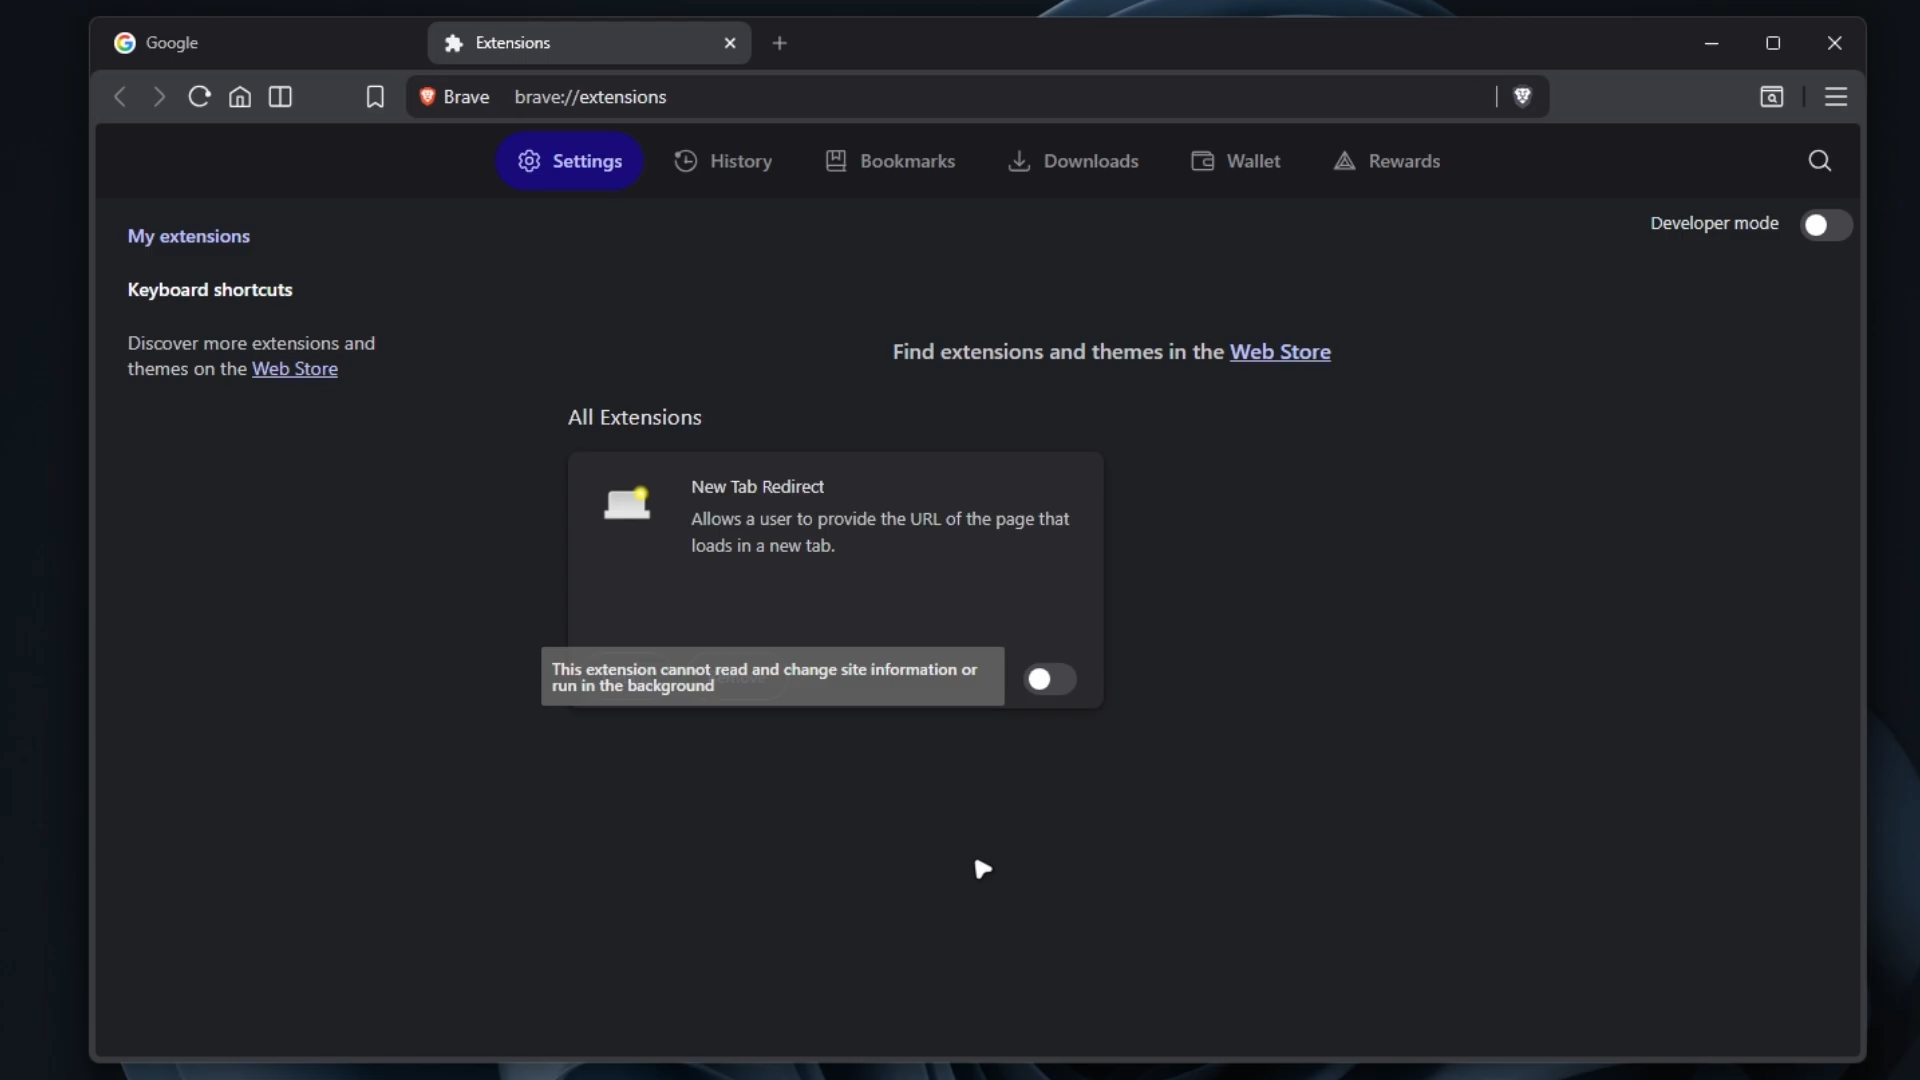 Google
Extensions
Brave brave://extensions
Settings History Bookmarks Downloads Wallet Rewards
My extensions
Developer mode
Keyboard shortcuts
Discover more extensions and
themes on the Web Store
Find extensions and themes in the Web Store
All Extensions
New Tab Redirect
Allows a user to provide the URL of the page that
loads in a new tab.
This extension cannot read and change site information or
run in the background